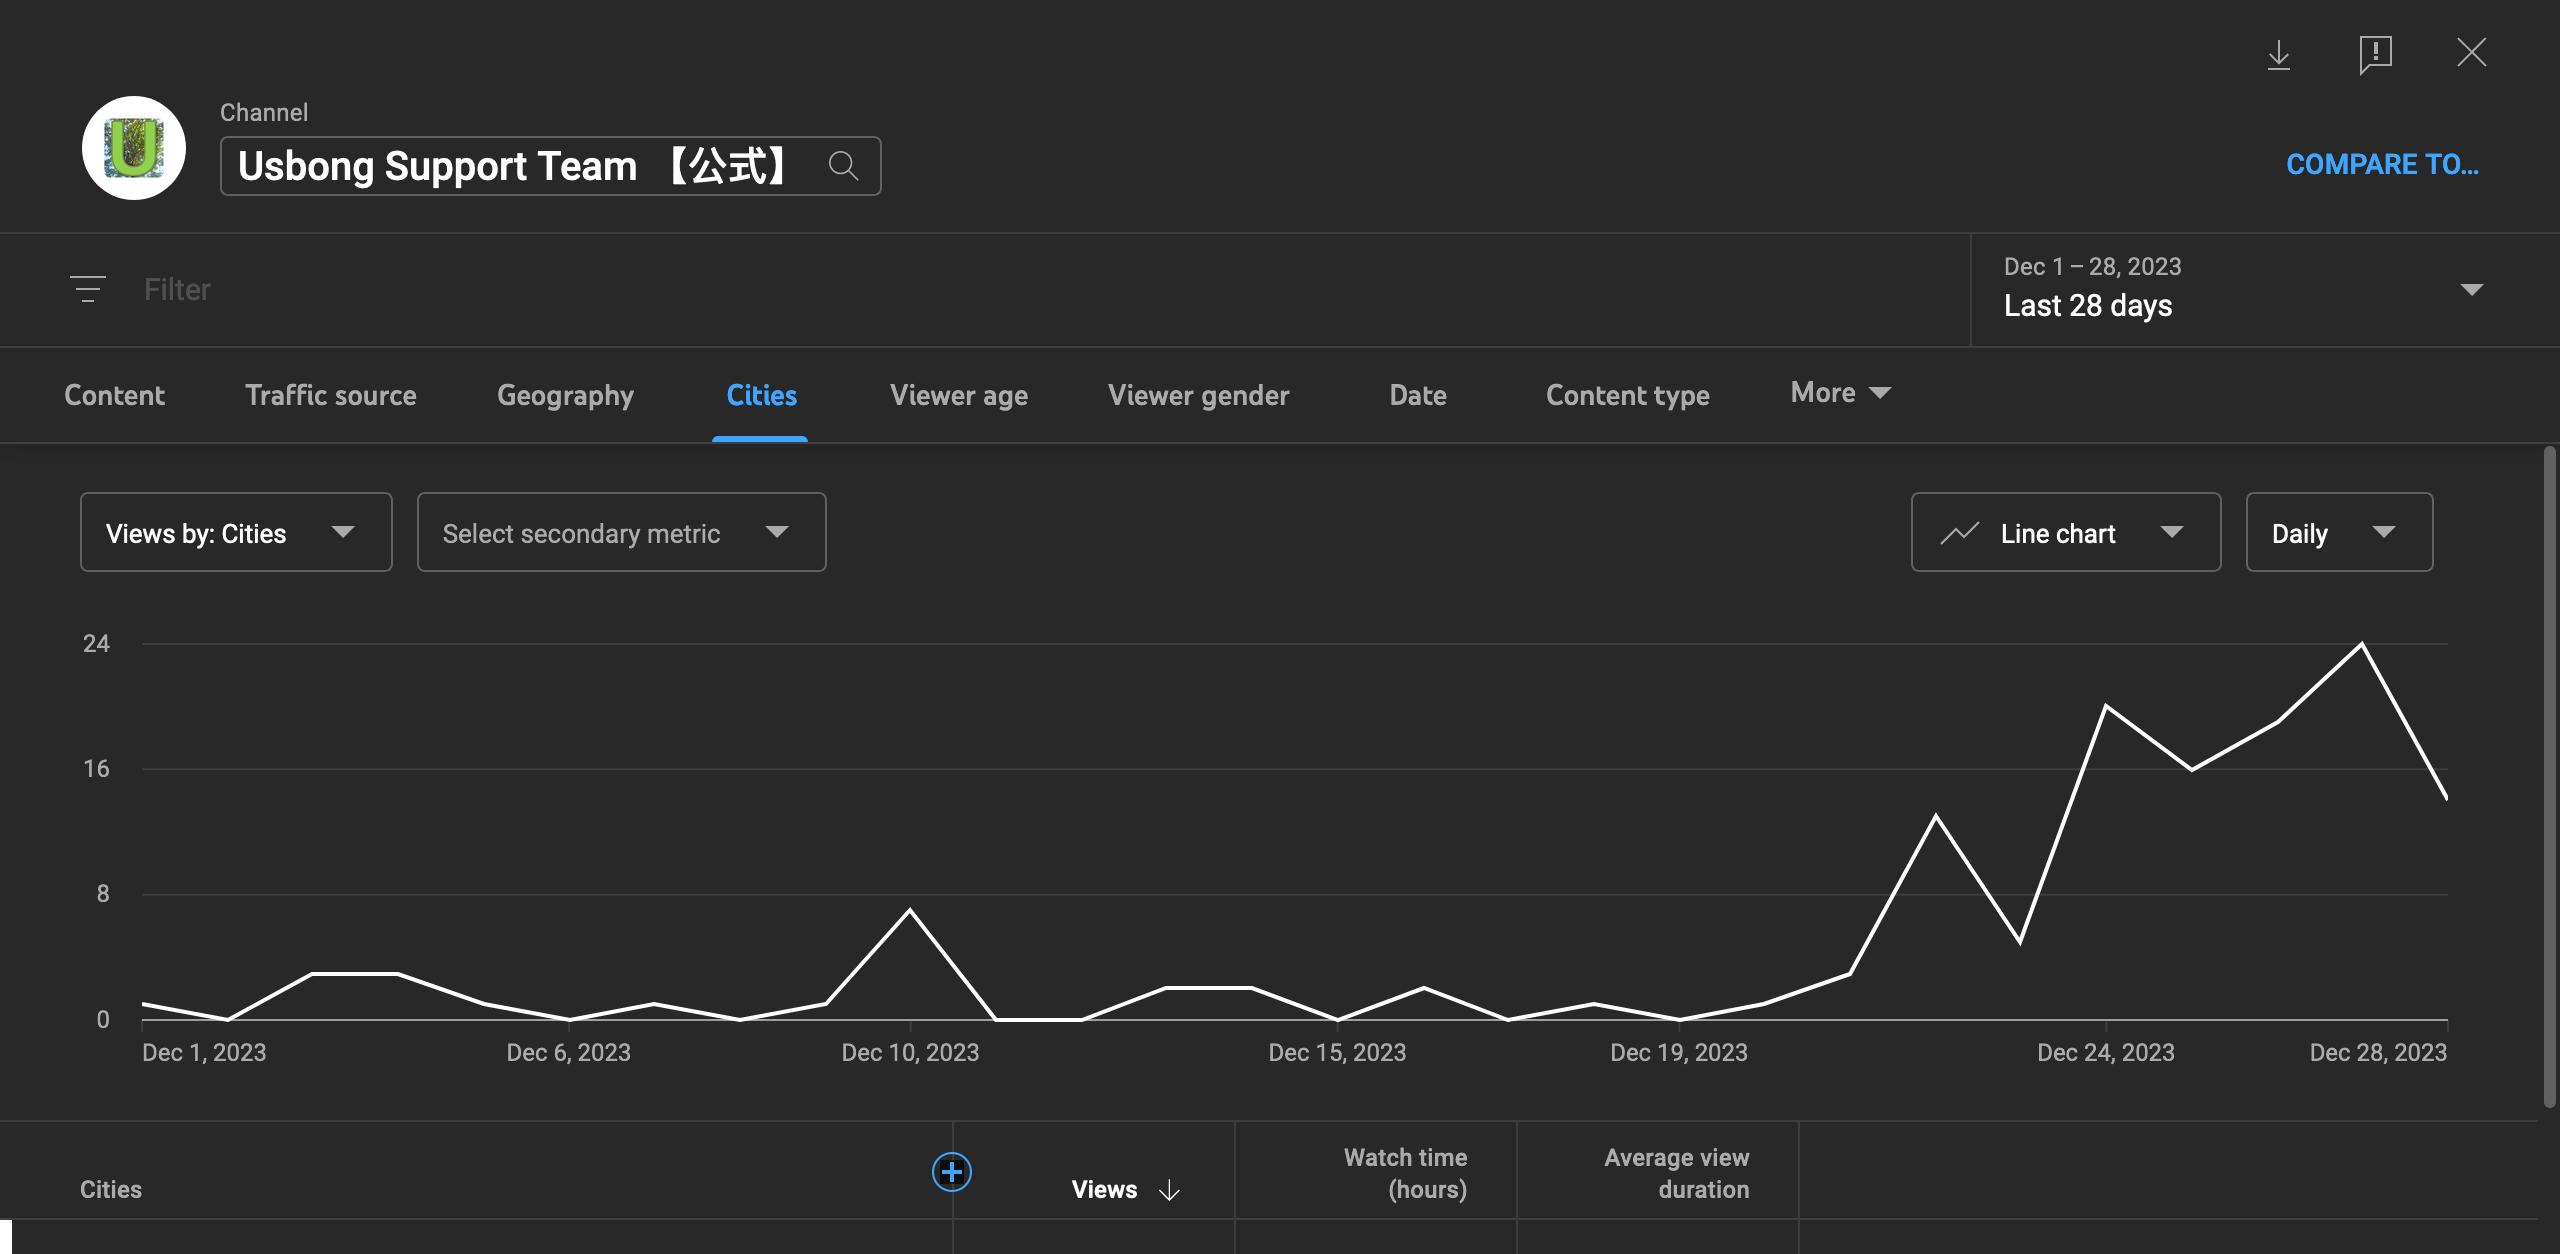 Channel
Usbong Support Team 【公式】
COMPARE TO...
Filter
Dec 1 – 28, 2023
Last 28 days
Content Traffic source Geography Cities Viewer age Viewer gender Date Content type More
Views by: Cities Select secondary metric Line chart Daily
24
16
8
0
Dec 1, 2023 Dec 6, 2023 Dec 10, 2023 Dec 15, 2023 Dec 19, 2023 Dec 24, 2023 Dec 28, 2023
Cities Views Watch time (hours) Average view duration